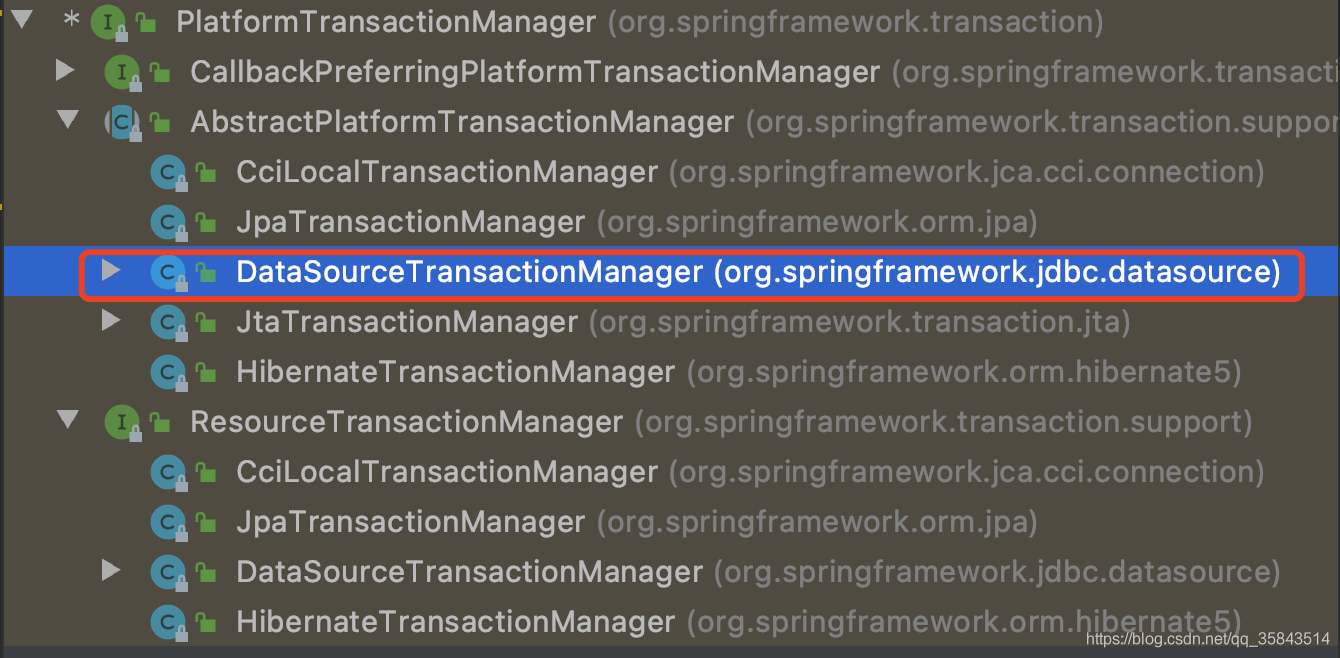 * PlatformTransactionManager (org.springframework.transaction)
CallbackPreferringPlatformTransactionManager (org.springframework.transacti
AbstractPlatformTransactionManager (org.springframework.transaction.suppor
CciLocalTransactionManager (org.springframework.jca.cci.connection)
JpaTransactionManager (org.springframework.orm.jpa)
DataSourceTransactionManager (org.springframework.jdbc.datasource)
JtaTransactionManager (org.springframework.transaction.jta)
HibernateTransactionManager (org.springframework.orm.hibernate5)
ResourceTransactionManager (org.springframework.transaction.support)
CciLocalTransactionManager (org.springframework.jca.cci.connection)
JpaTransactionManager (org.springframework.orm.jpa)
DataSourceTransactionManager (org.springframework.jdbc.datasource)
HibernateTransactionManager (org.springframework.orm.hibernate5)
https://blog.csdn.net/qq_35843514